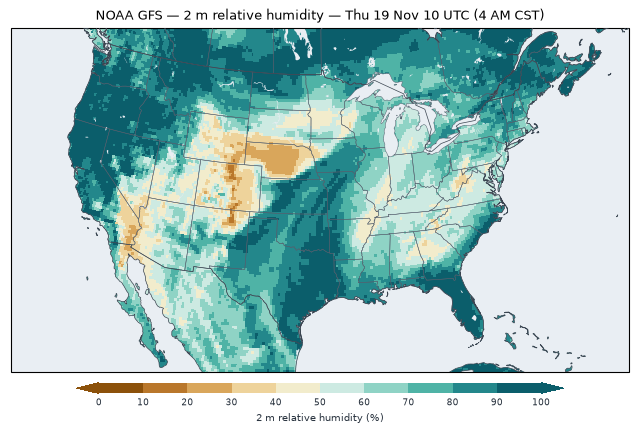 NOAA GFS — 2 m relative humidity — Thu 19 Nov 10 UTC (4 AM CST)
0 10 20 30 40 50 60 70 80 90 100
2 m relative humidity (%)